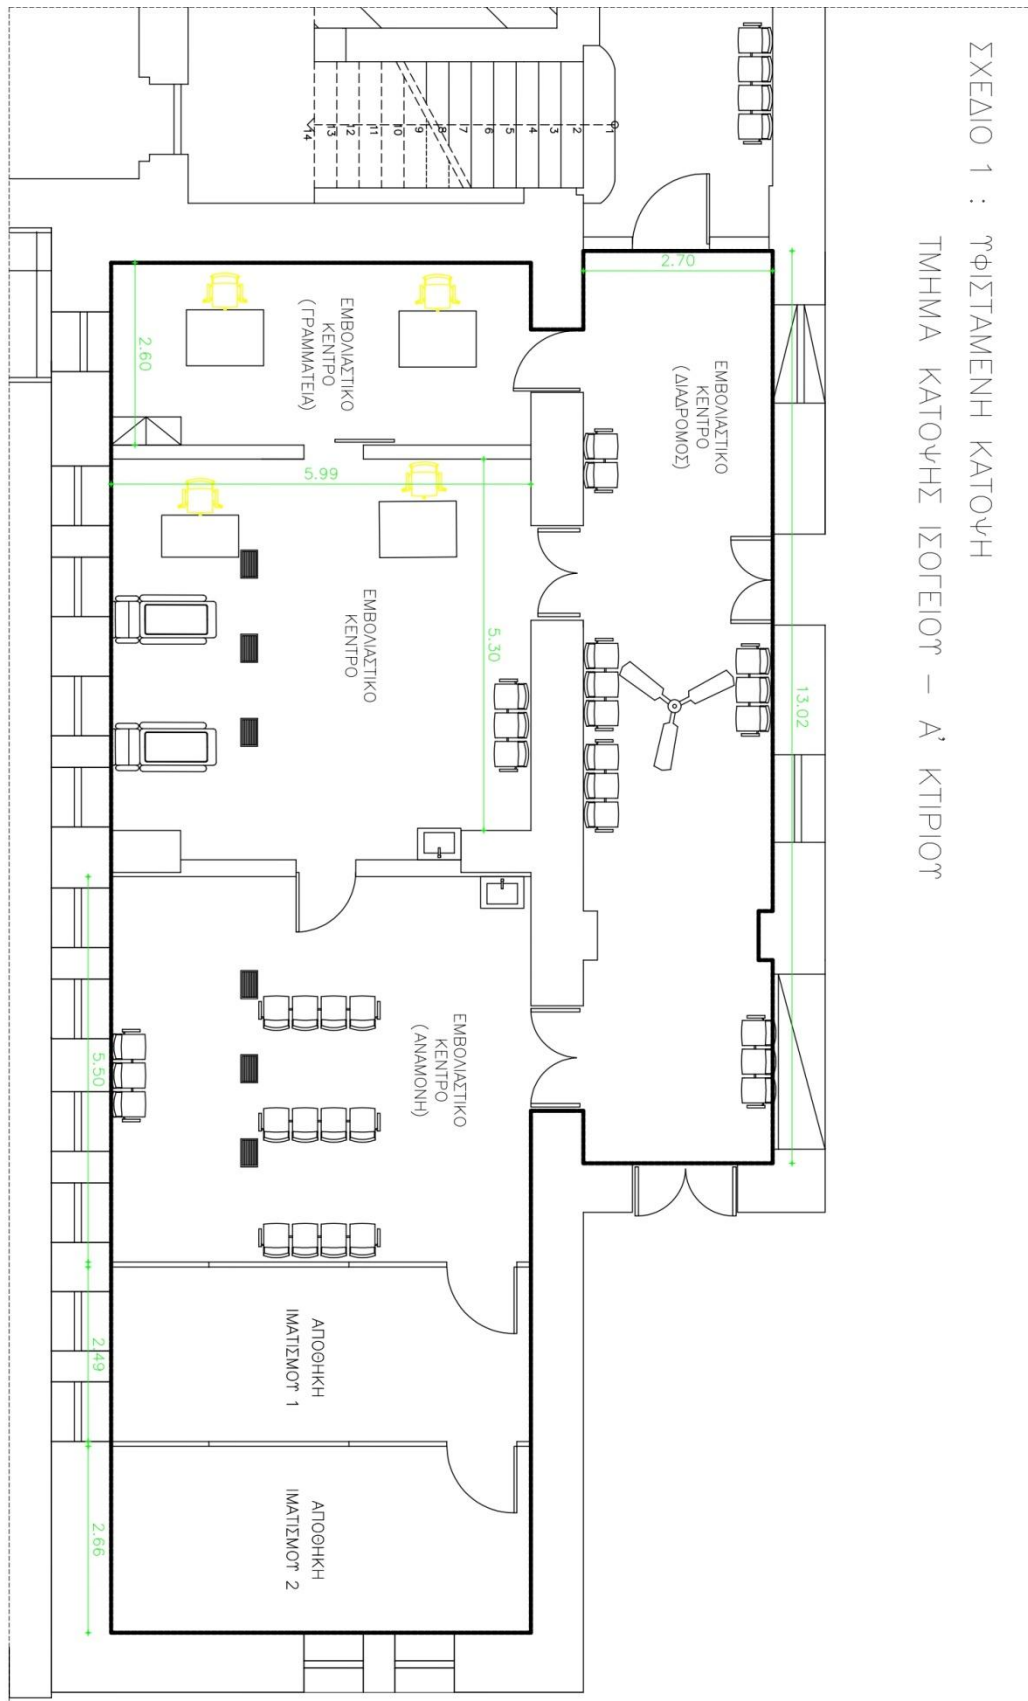 ΣΧΕΔΙΟ 1 : ΥΦΙΣΤΑΜΕΝΗ ΚΑΤΟΨΗ
ΤΜΗΜΑ ΚΑΤΟΨΗΣ ΙΣΟΓΕΙΟΥ – Α' ΚΤΙΡΙΟΥ
1
2
3
4
5
6
7
8
9
10
11
12
13
14
2.70
13.02
ΕΜΒΟΛΙΑΣΤΙΚΟ
ΚΕΝΤΡΟ
(ΔΙΑΔΡΟΜΟΣ)
ΕΜΒΟΛΙΑΣΤΙΚΟ
ΚΕΝΤΡΟ
(ΓΡΑΜΜΑΤΕΙΑ)
2.60
5.99
5.30
ΕΜΒΟΛΙΑΣΤΙΚΟ
ΚΕΝΤΡΟ
ΕΜΒΟΛΙΑΣΤΙΚΟ
ΚΕΝΤΡΟ
(ΑΝΑΜΟΝΗ)
5.50
ΑΠΟΘΗΚΗ
ΙΜΑΤΙΣΜΟΥ 1
2.49
ΑΠΟΘΗΚΗ
ΙΜΑΤΙΣΜΟΥ 2
2.66